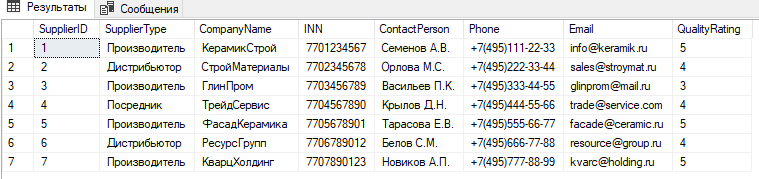 Результаты Сообщения
SupplierID SupplierType CompanyName INN ContactPerson Phone Email QualityRating
1 1 Производитель КерамикСтрой 7701234567 Семенов А.В. +7(495)111-22-33 info@keramik.ru 5
2 2 Дистрибьютор СтройМатериалы 7702345678 Орлова М.С. +7(495)222-33-44 sales@stroymat.ru 4
3 3 Производитель ГлинПром 7703456789 Васильев П.К. +7(495)333-44-55 glinprom@mail.ru 3
4 4 Посредник ТрейдСервис 7704567890 Крылов Д.Н. +7(495)444-55-66 trade@service.com 4
5 5 Производитель ФасадКерамика 7705678901 Тарасова Е.В. +7(495)555-66-77 facade@ceramic.ru 5
6 6 Дистрибьютор РесурсГрупп 7706789012 Белов С.М. +7(495)666-77-88 resource@group.ru 4
7 7 Производитель КварцХолдинг 7707890123 Новиков А.П. +7(495)777-88-99 kvarc@holding.ru 5